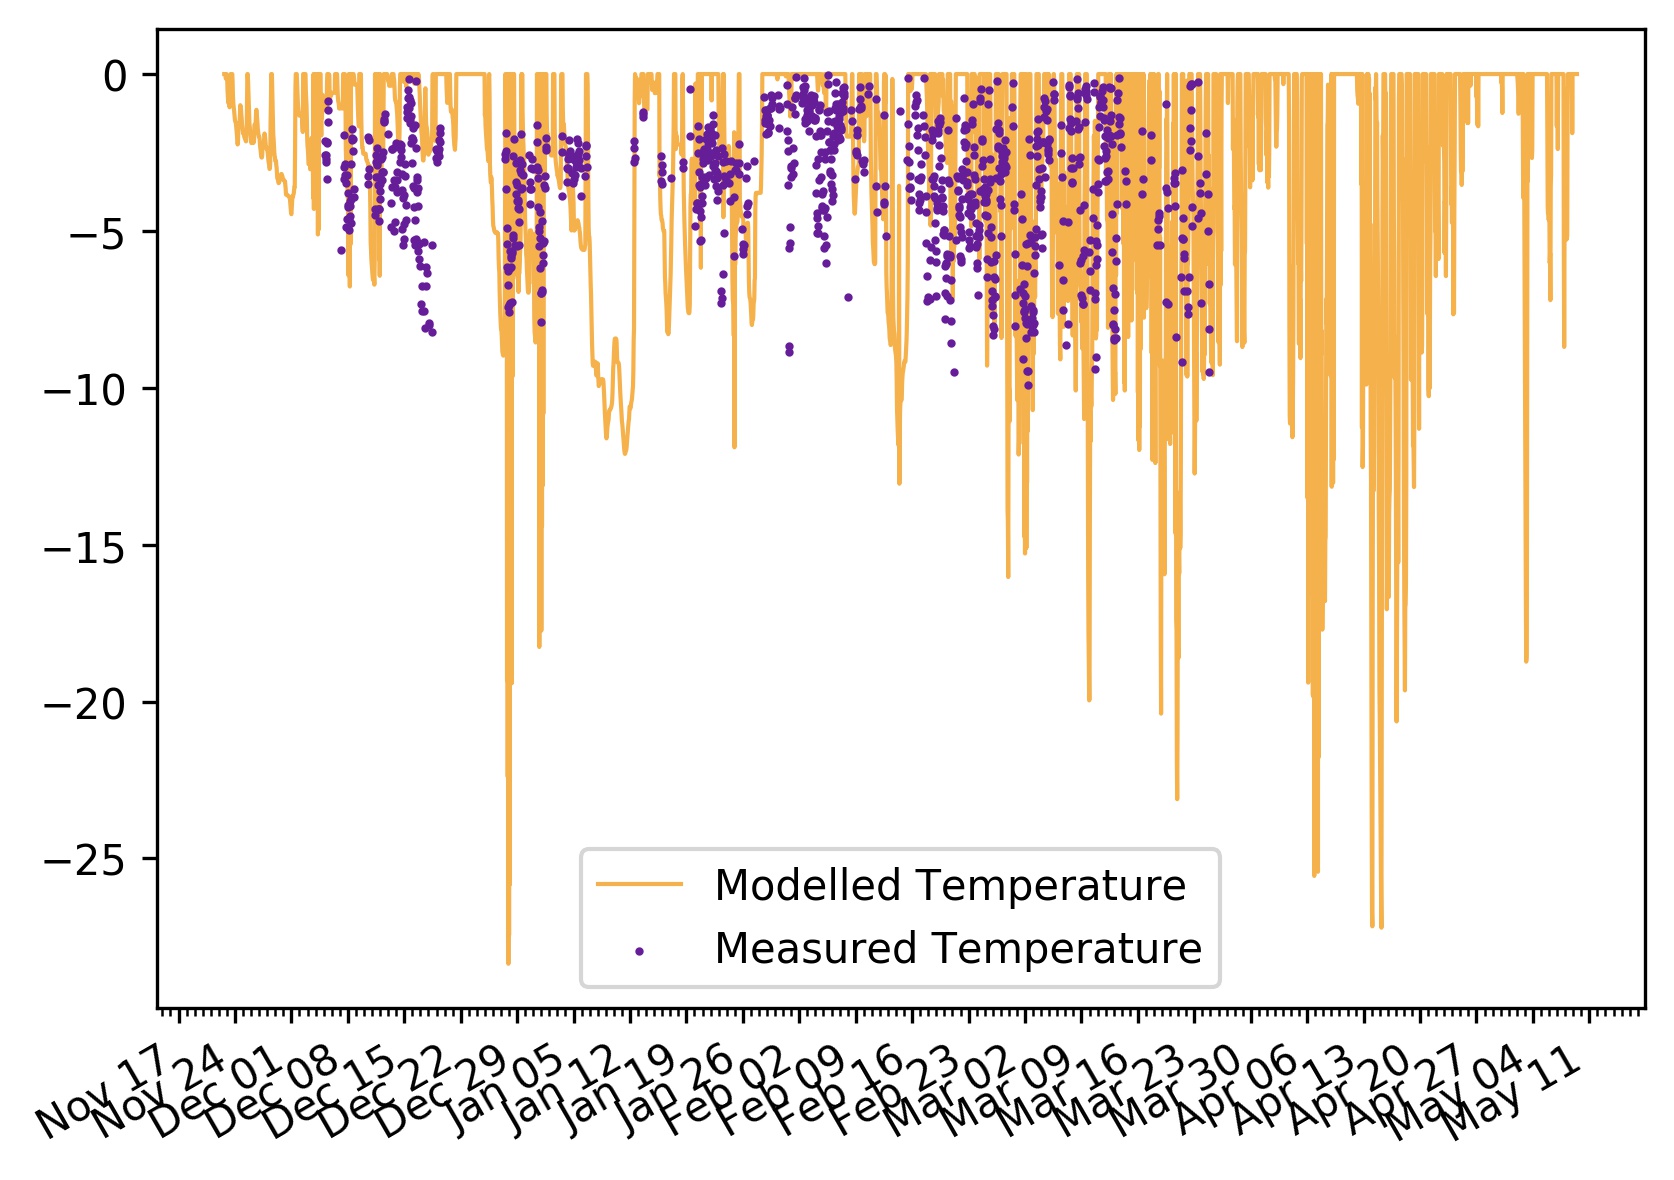 0
−5
−10
−15
−20
−25
Modelled Temperature
Measured Temperature
Nov 17
Nov 24
Dec 01
Dec 08
Dec 15
Dec 22
Dec 29
Jan 05
Jan 12
Jan 19
Jan 26
Feb 02
Feb 09
Feb 16
Feb 23
Mar 02
Mar 09
Mar 16
Mar 23
Mar 30
Apr 06
Apr 13
Apr 20
Apr 27
May 04
May 11